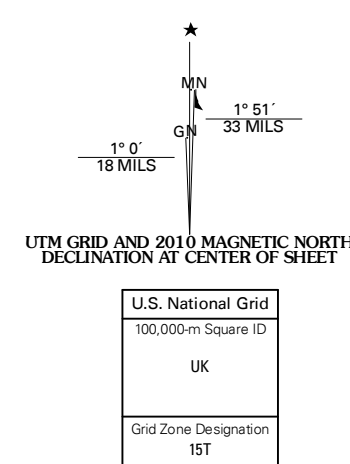 MN
1° 51´
33 MILS
GN
1° 0´
18 MILS
UTM GRID AND 2010 MAGNETIC NORTH
DECLINATION AT CENTER OF SHEET
U.S. National Grid
100,000-m Square ID
UK
Grid Zone Designation
15T